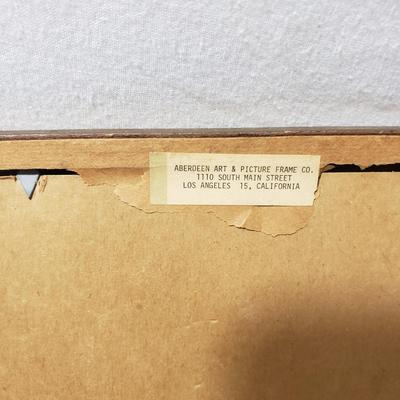 ABERDEEN ART & PICTURE FRAME CO.
1110 SOUTH MAIN STREET
LOS ANGELES 15, CALIFORNIA